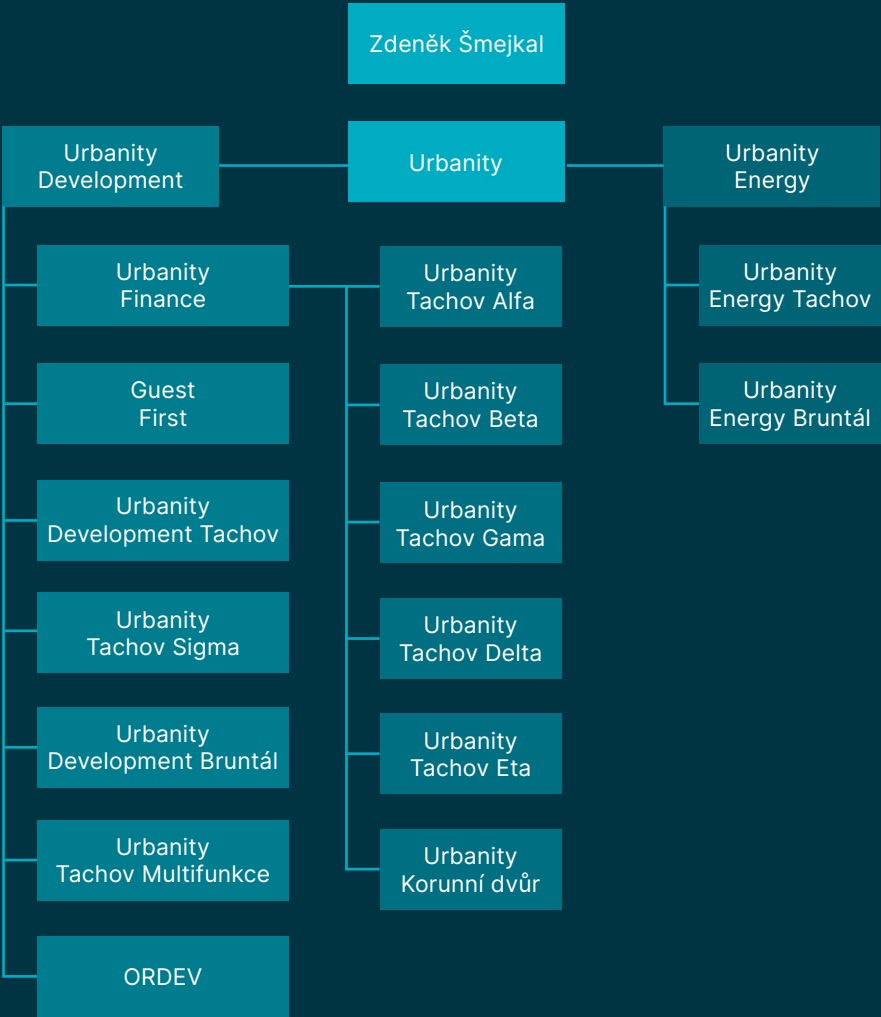 Zdeněk Šmejkal
Urbanity
Development
Urbanity
Urbanity
Energy
Urbanity
Finance
Guest
First
Urbanity
Development Tachov
Urbanity
Tachov Sigma
Urbanity
Development Bruntál
Urbanity
Tachov Multifunkce
ORDEV
Urbanity
Tachov Alfa
Urbanity
Tachov Beta
Urbanity
Tachov Gama
Urbanity
Tachov Delta
Urbanity
Tachov Eta
Urbanity
Korunní dvůr
Urbanity
Energy Tachov
Urbanity
Energy Bruntál